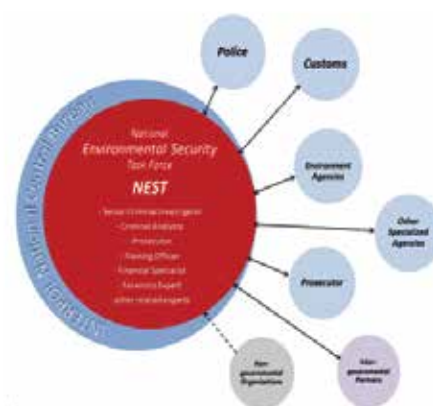 Police
Customs
National
Environmental Security
Task Force
NEST
- Senior Criminal Investigator
- Criminal Analysts
- Prosecutor
- Training Officer
- Financial Specialist
- Forensics Expert
other related experts
Environment
Agencies
Other
Specialized
Agencies
Prosecutor
Non-
governmental
Organizations
Inter-
governmental
Partners
INTERPOL National Central Bureau